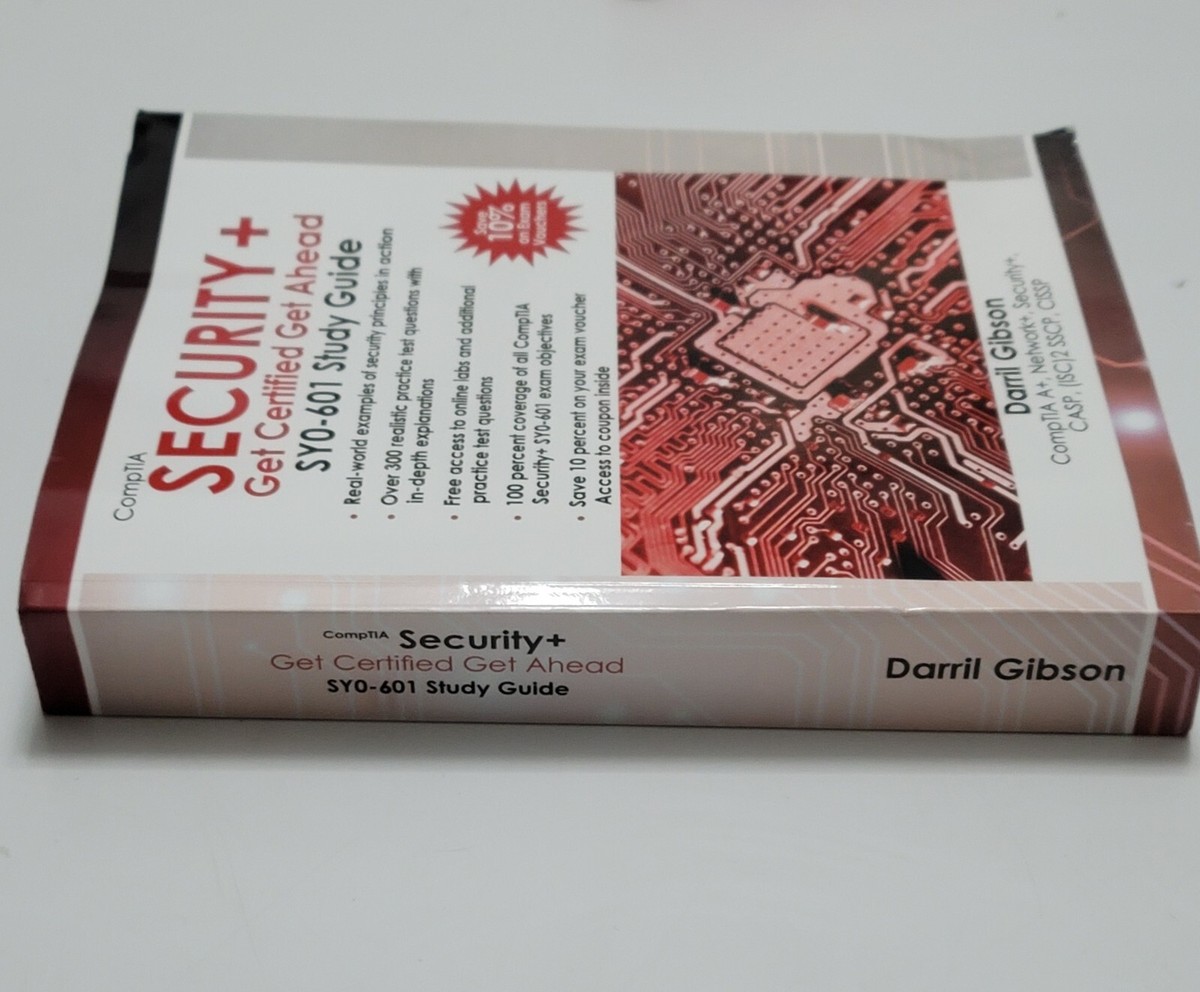 CompTIA
SECURITY+
Get Certified Get Ahead
SY0-601 Study Guide
• Real-world examples of security principles in action
• Over 300 realistic practice test questions with
in-depth explanations
• Free access to online labs and additional
practice test questions
• 100 percent coverage of all CompTIA
Security+ SY0-601 exam objectives
• Save 10 percent on your exam voucher
Access to coupon inside
Save
10%
on Exam
Vouchers
Darril Gibson
CompTIA A+, Network+, Security+,
CASP, (ISC)2 SSCP, CISSP
CompTIA Security+
Get Certified Get Ahead
SY0-601 Study Guide
Darril Gibson